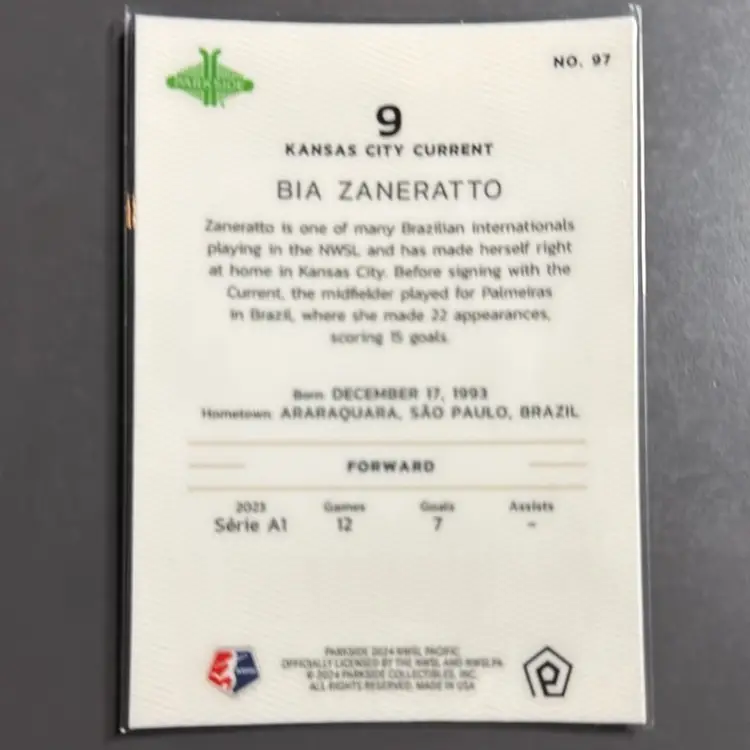 PARKSIDE
NO. 97
9
KANSAS CITY CURRENT
BIA ZANERATTO
Zaneratto is one of many Brazilian internationals
playing in the NWSL and has made herself right
at home in Kansas City. Before signing with the
Current, the midfielder played for Palmeiras
in Brazil, where she made 22 appearances,
scoring 15 goals.
Born DECEMBER 17, 1993
Hometown ARARAQUARA, SÃO PAULO, BRAZIL
FORWARD
2023 Games Goals Assists
Série A1 12 7 -
PARKSIDE 2024 NWSL PACIFIC
OFFICIALLY LICENSED BY THE NWSL AND NWSLPA
© 2024 PARKSIDE COLLECTIBLES, INC.
ALL RIGHTS RESERVED. MADE IN USA
NWSL